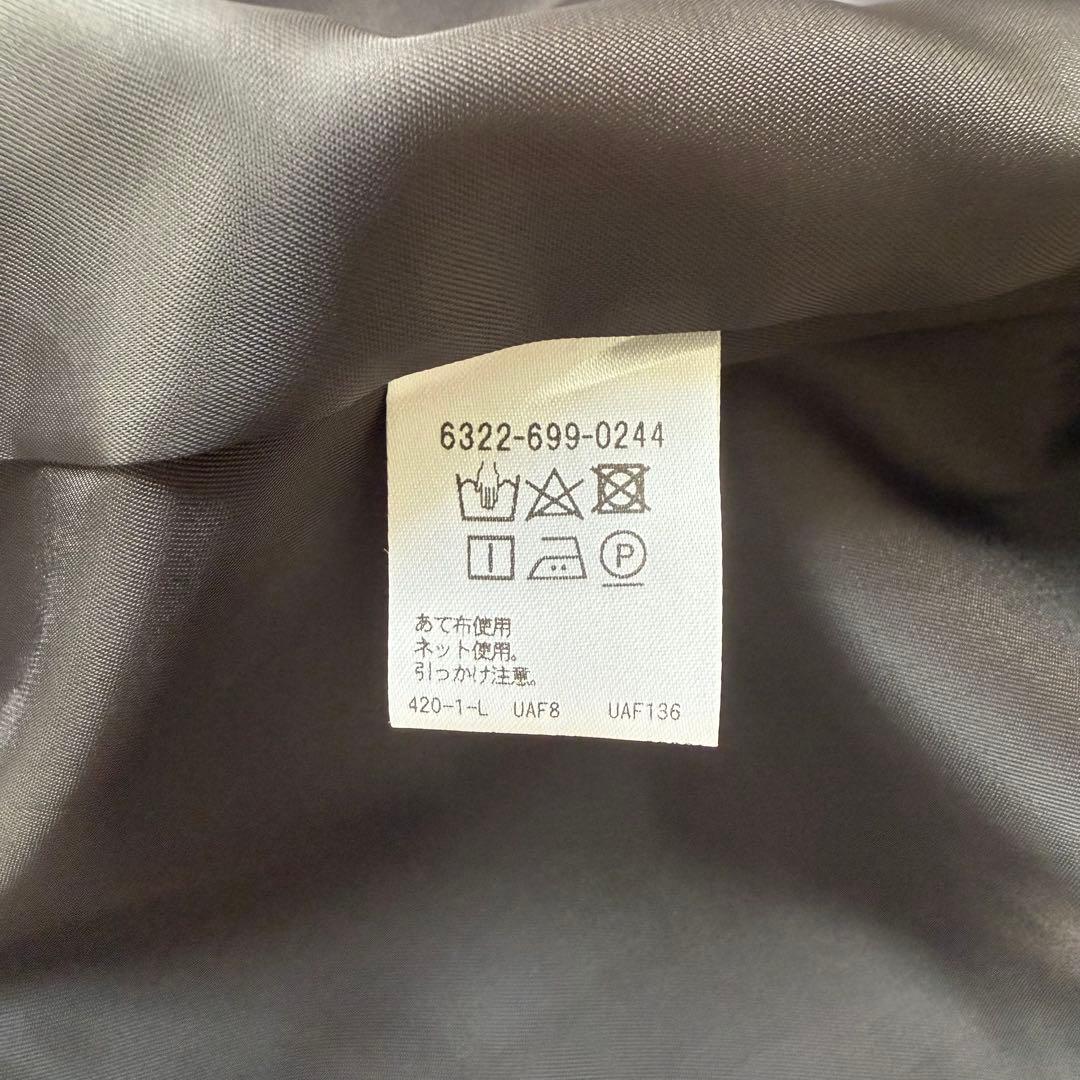 6322-699-0244
P
あて布使用
ネット使用。
引っかけ注意。
420-1-L UAF8 UAF136